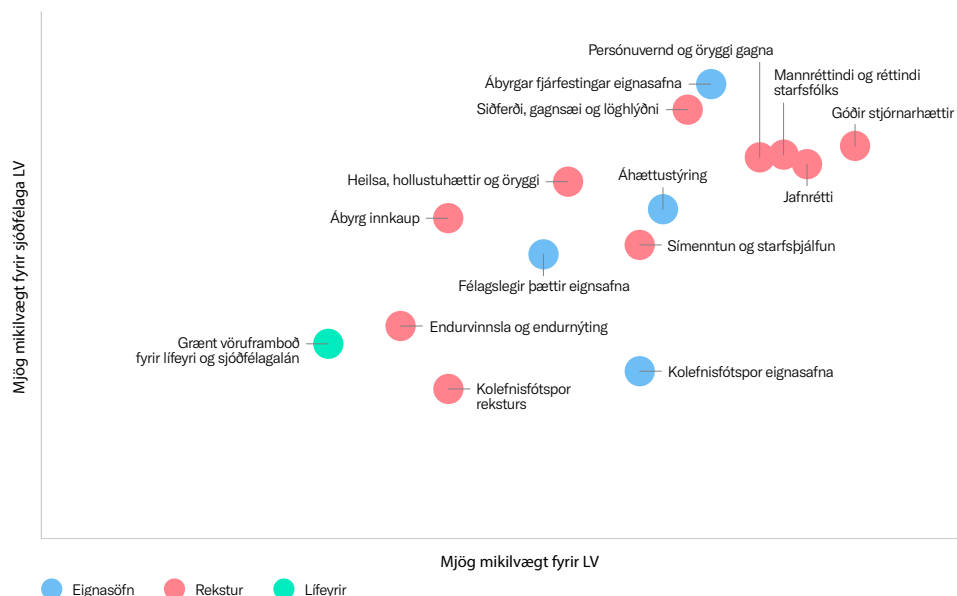 Persónuvernd og öryggi gagna
Mannréttindi og réttindi
starfsfólks
Ábyrgar fjárfestingar eignasafna
Siðferði, gagnsæi og löghlýðni
Góðir stjórnarhættir
Heilsa, hollustuhættir og öryggi
Áhættustýring
Jafnrétti
Ábyrg innkaup
Símenntun og starfsþjálfun
Félagslegir þættir eignsafna
Endurvinnsla og endurnýting
Grænt vöruframboð
fyrir lífeyri og sjóðfélagalán
Kolefnisfótspor eignasafna
Kolefnisfótspor
reksturs
Mjög mikilvægt fyrir sjóðfélaga LV
Mjög mikilvægt fyrir LV
Eignasöfn
Rekstur
Lífeyrir